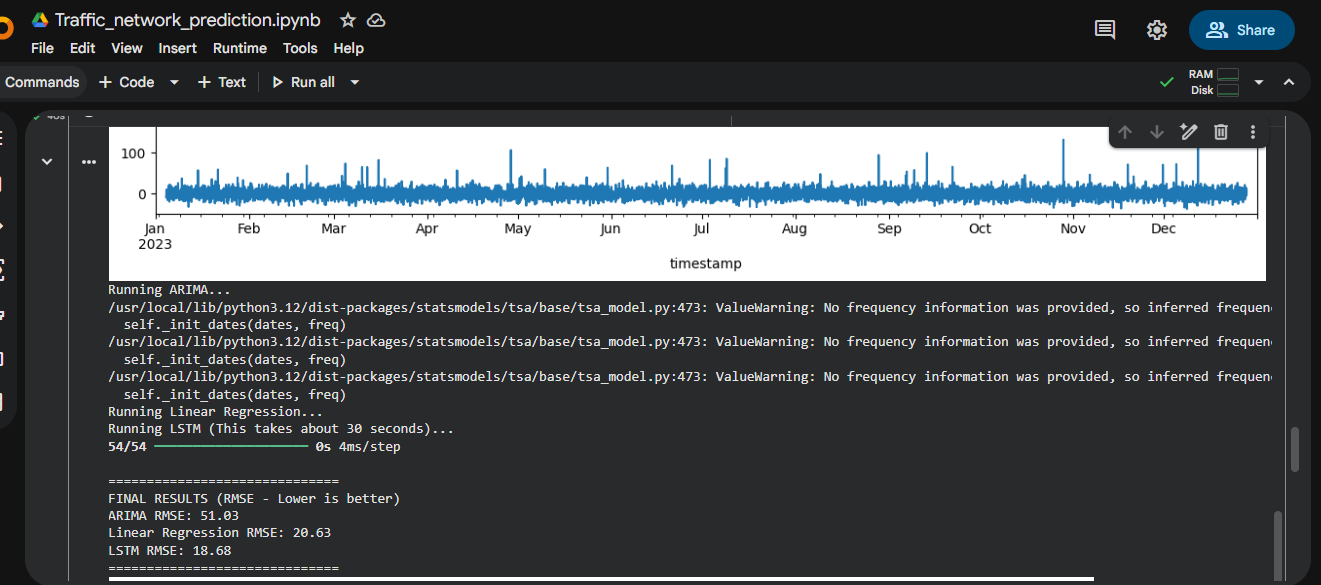 Traffic_network_prediction.ipynb
File Edit View Insert Runtime Tools Help
Share
Commands + Code + Text Run all
RAM
Disk
100
0
Jan Feb Mar Apr May Jun Jul Aug Sep Oct Nov Dec
2023
timestamp
Running ARIMA...
/usr/local/lib/python3.12/dist-packages/statsmodels/tsa/base/tsa_model.py:473: ValueWarning: No frequency information was provided, so inferred frequen
self._init_dates(dates, freq)
/usr/local/lib/python3.12/dist-packages/statsmodels/tsa/base/tsa_model.py:473: ValueWarning: No frequency information was provided, so inferred frequen
self._init_dates(dates, freq)
/usr/local/lib/python3.12/dist-packages/statsmodels/tsa/base/tsa_model.py:473: ValueWarning: No frequency information was provided, so inferred frequen
self._init_dates(dates, freq)
Running Linear Regression...
Running LSTM (This takes about 30 seconds)...
54/54 ━━━━━━━━━━━━━━━━━━━━ 0s 4ms/step
==============================
FINAL RESULTS (RMSE - Lower is better)
ARIMA RMSE: 51.03
Linear Regression RMSE: 20.63
LSTM RMSE: 18.68
==============================